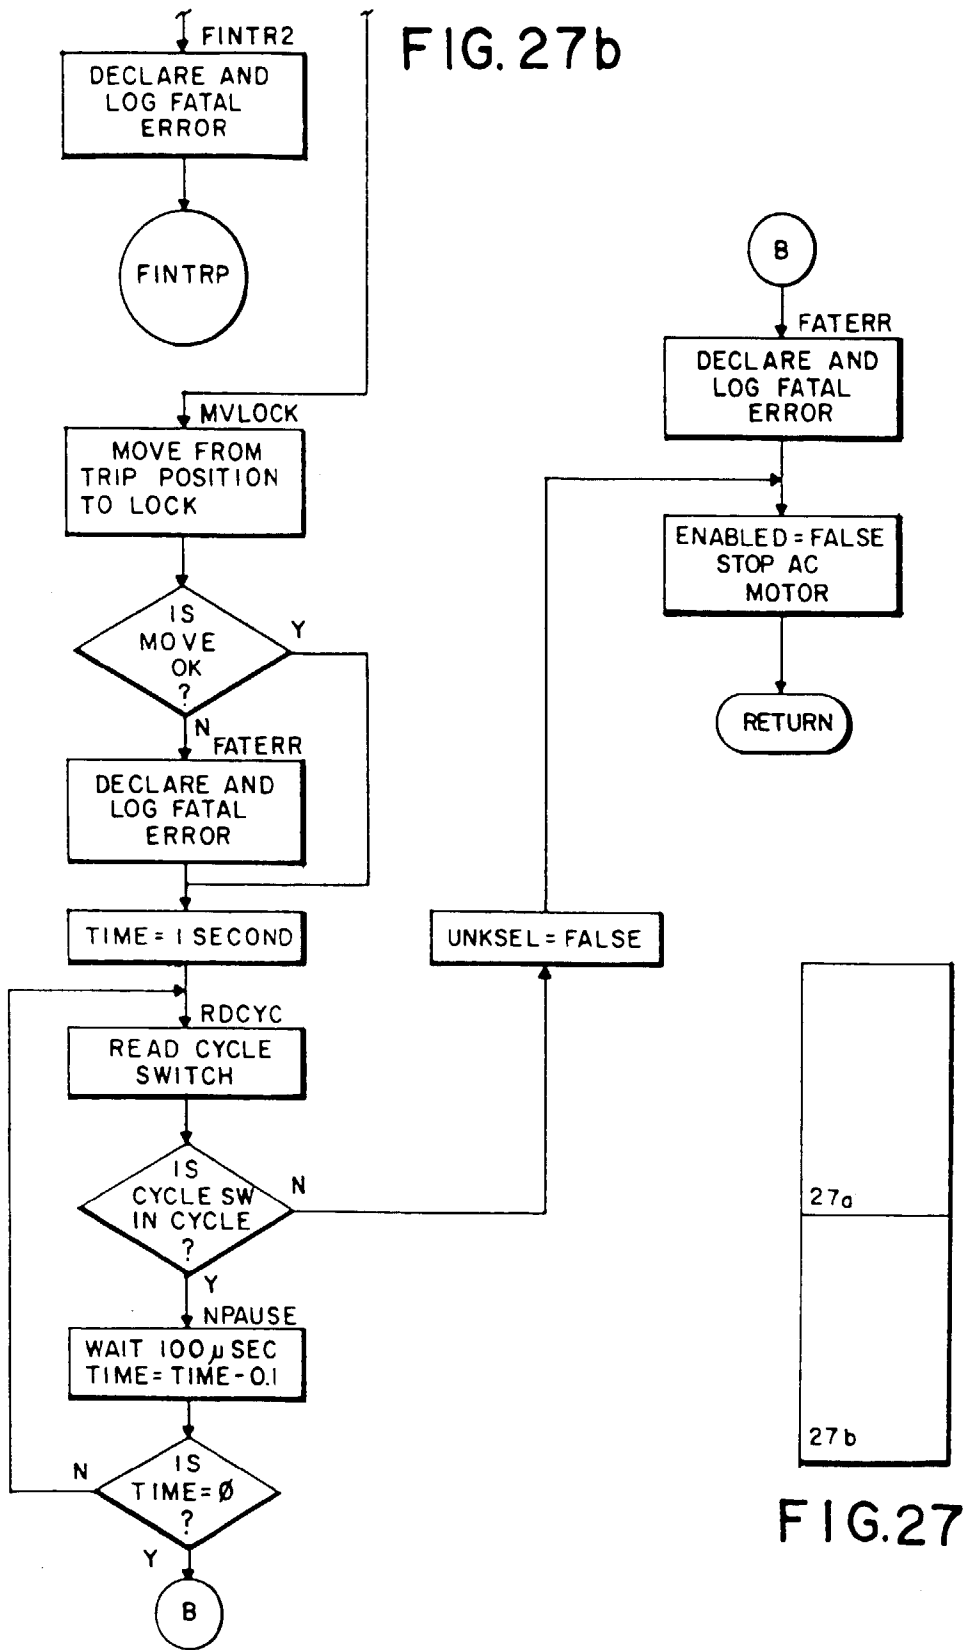 FINTR2
FIG. 27b
DECLARE AND
LOG FATAL
ERROR
FINTRP
MVLOCK
MOVE FROM
TRIP POSITION
TO LOCK
IS
MOVE
OK
?
Y
N
FATERR
DECLARE AND
LOG FATAL
ERROR
TIME = 1 SECOND
RDCYC
READ CYCLE
SWITCH
IS
CYCLE SW
IN CYCLE
?
N
Y
NPAUSE
WAIT 100 μ SEC
TIME = TIME - 0.1
IS
TIME = Ø
?
N
Y
B
UNKSEL = FALSE
B
FATERR
DECLARE AND
LOG FATAL
ERROR
ENABLED = FALSE
STOP AC
MOTOR
RETURN
27a
27b
FIG. 27